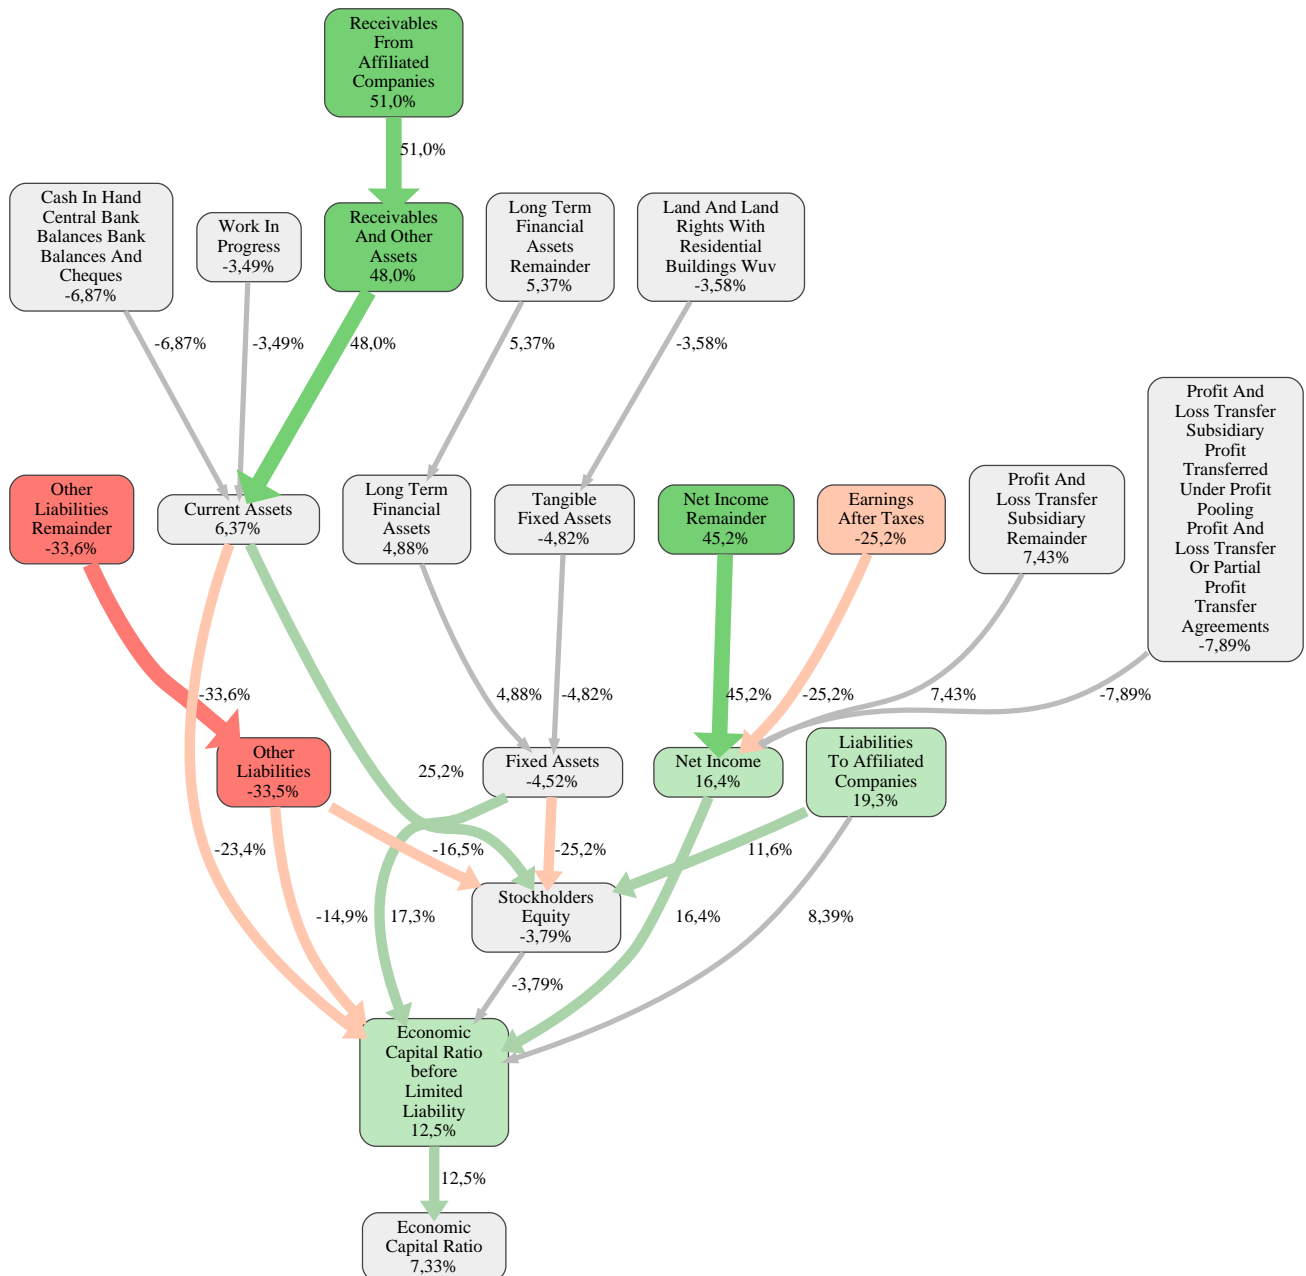 Receivables
From
Affiliated
Companies
51,0%
51,0%
Cash In Hand
Central Bank
Balances Bank
Balances And
Cheques
-6,87%
Work In
Progress
-3,49%
Receivables
And Other
Assets
48,0%
Long Term
Financial
Assets
Remainder
5,37%
Land And Land
Rights With
Residential
Buildings Wuv
-3,58%
-6,87%
-3,49%
48,0%
5,37%
-3,58%
Profit And
Loss Transfer
Subsidiary
Profit
Transferred
Under Profit
Pooling
Profit And
Loss Transfer
Or Partial
Profit
Transfer
Agreements
-7,89%
Other
Liabilities
Remainder
-33,6%
Current Assets
6,37%
Long Term
Financial
Assets
4,88%
Tangible
Fixed Assets
-4,82%
Net Income
Remainder
45,2%
Earnings
After Taxes
-25,2%
Profit And
Loss Transfer
Subsidiary
Remainder
7,43%
-33,6%
4,88%
-4,82%
45,2%
-25,2%
7,43%
-7,89%
Other
Liabilities
-33,5%
25,2%
Fixed Assets
-4,52%
Net Income
16,4%
Liabilities
To Affiliated
Companies
19,3%
-23,4%
-16,5%
-25,2%
11,6%
-14,9%
17,3%
Stockholders
Equity
-3,79%
16,4%
8,39%
-3,79%
Economic
Capital Ratio
before
Limited
Liability
12,5%
12,5%
Economic
Capital Ratio
7,33%